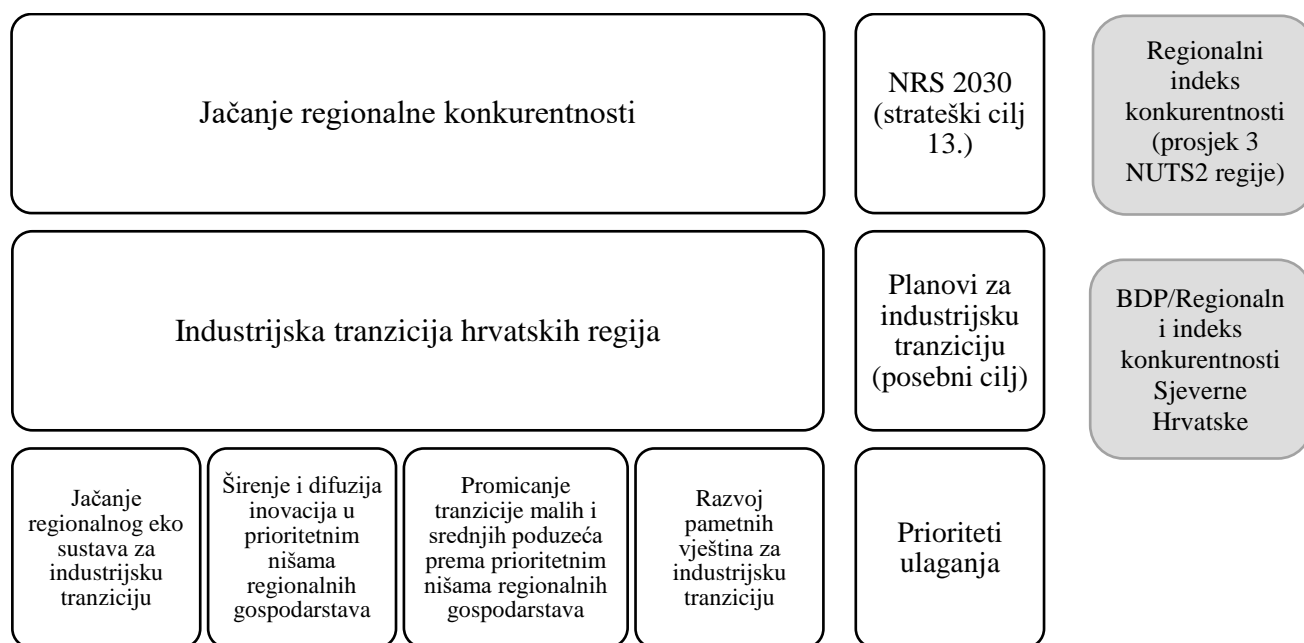 Jačanje regionalne konkurentnosti
NRS 2030
(strateški cilj
13.)
Regionalni
indeks
konkurentnosti
(prosjek 3
NUTS2 regije)
Industrijska tranzicija hrvatskih regija
Planovi za
industrijsku
tranziciju
(posebni cilj)
BDP/Regionaln
i indeks
konkurentnosti
Sjeverne
Hrvatske
Jačanje
regionalnog eko
sustava za
industrijsku
tranziciju
Širenje i difuzija
inovacija u
prioritetnim
nišama
regionalnih
gospodarstava
Promicanje
tranzicije malih i
srednjih poduzeća
prema prioritetnim
nišama regionalnih
gospodarstava
Razvoj
pametnih
vještina za
industrijsku
tranziciju
Prioriteti
ulaganja